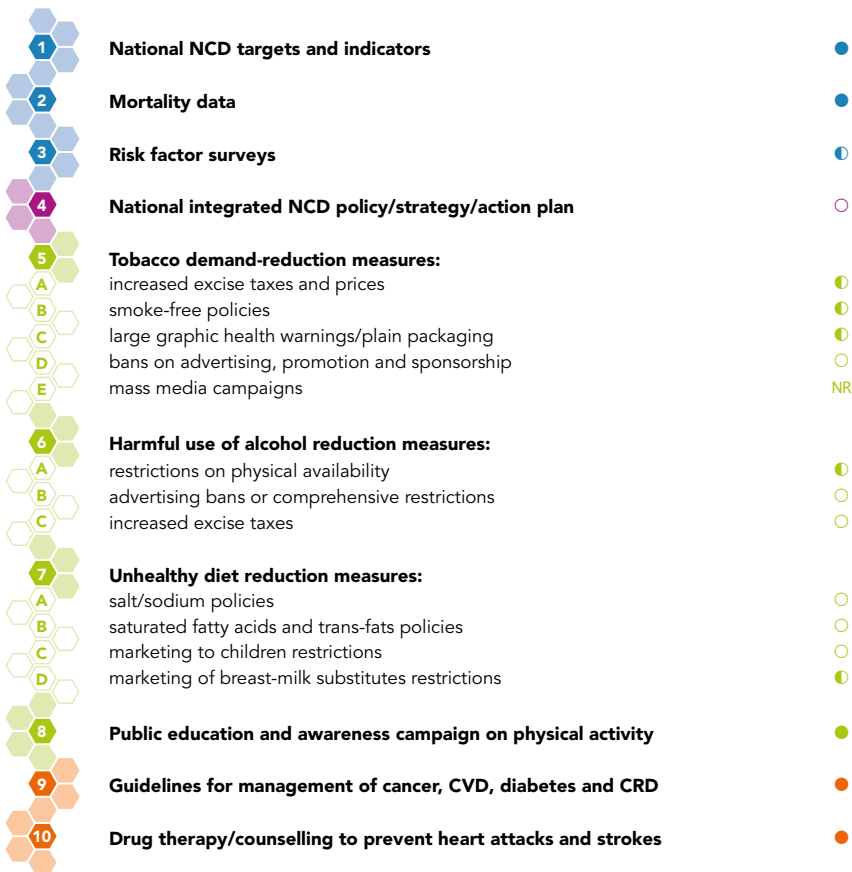 1 National NCD targets and indicators ●
2 Mortality data ●
3 Risk factor surveys ◐
4 National integrated NCD policy/strategy/action plan ○
5 Tobacco demand-reduction measures:
A increased excise taxes and prices ◐
B smoke-free policies ◐
C large graphic health warnings/plain packaging ◐
D bans on advertising, promotion and sponsorship ○
E mass media campaigns NR
6 Harmful use of alcohol reduction measures:
A restrictions on physical availability ◐
B advertising bans or comprehensive restrictions ○
C increased excise taxes ○
7 Unhealthy diet reduction measures:
A salt/sodium policies ○
B saturated fatty acids and trans-fats policies ○
C marketing to children restrictions ○
D marketing of breast-milk substitutes restrictions ◐
8 Public education and awareness campaign on physical activity ●
9 Guidelines for management of cancer, CVD, diabetes and CRD ●
10 Drug therapy/counselling to prevent heart attacks and strokes ●